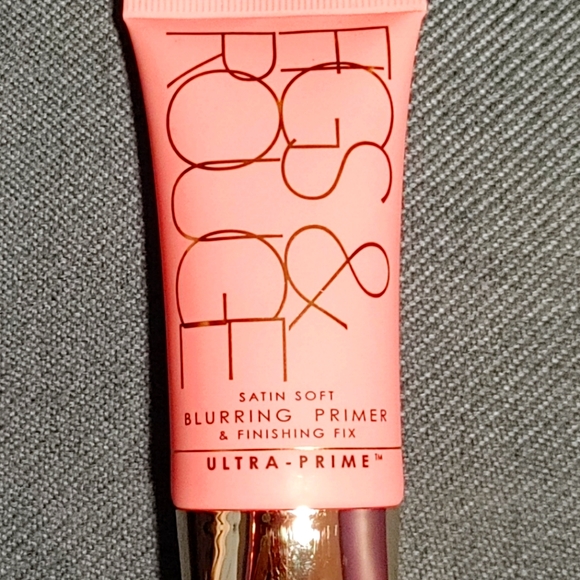 FIGS &
ROUGE
SATIN SOFT
BLURRING PRIMER
& FINISHING FIX
ULTRA-PRIME™